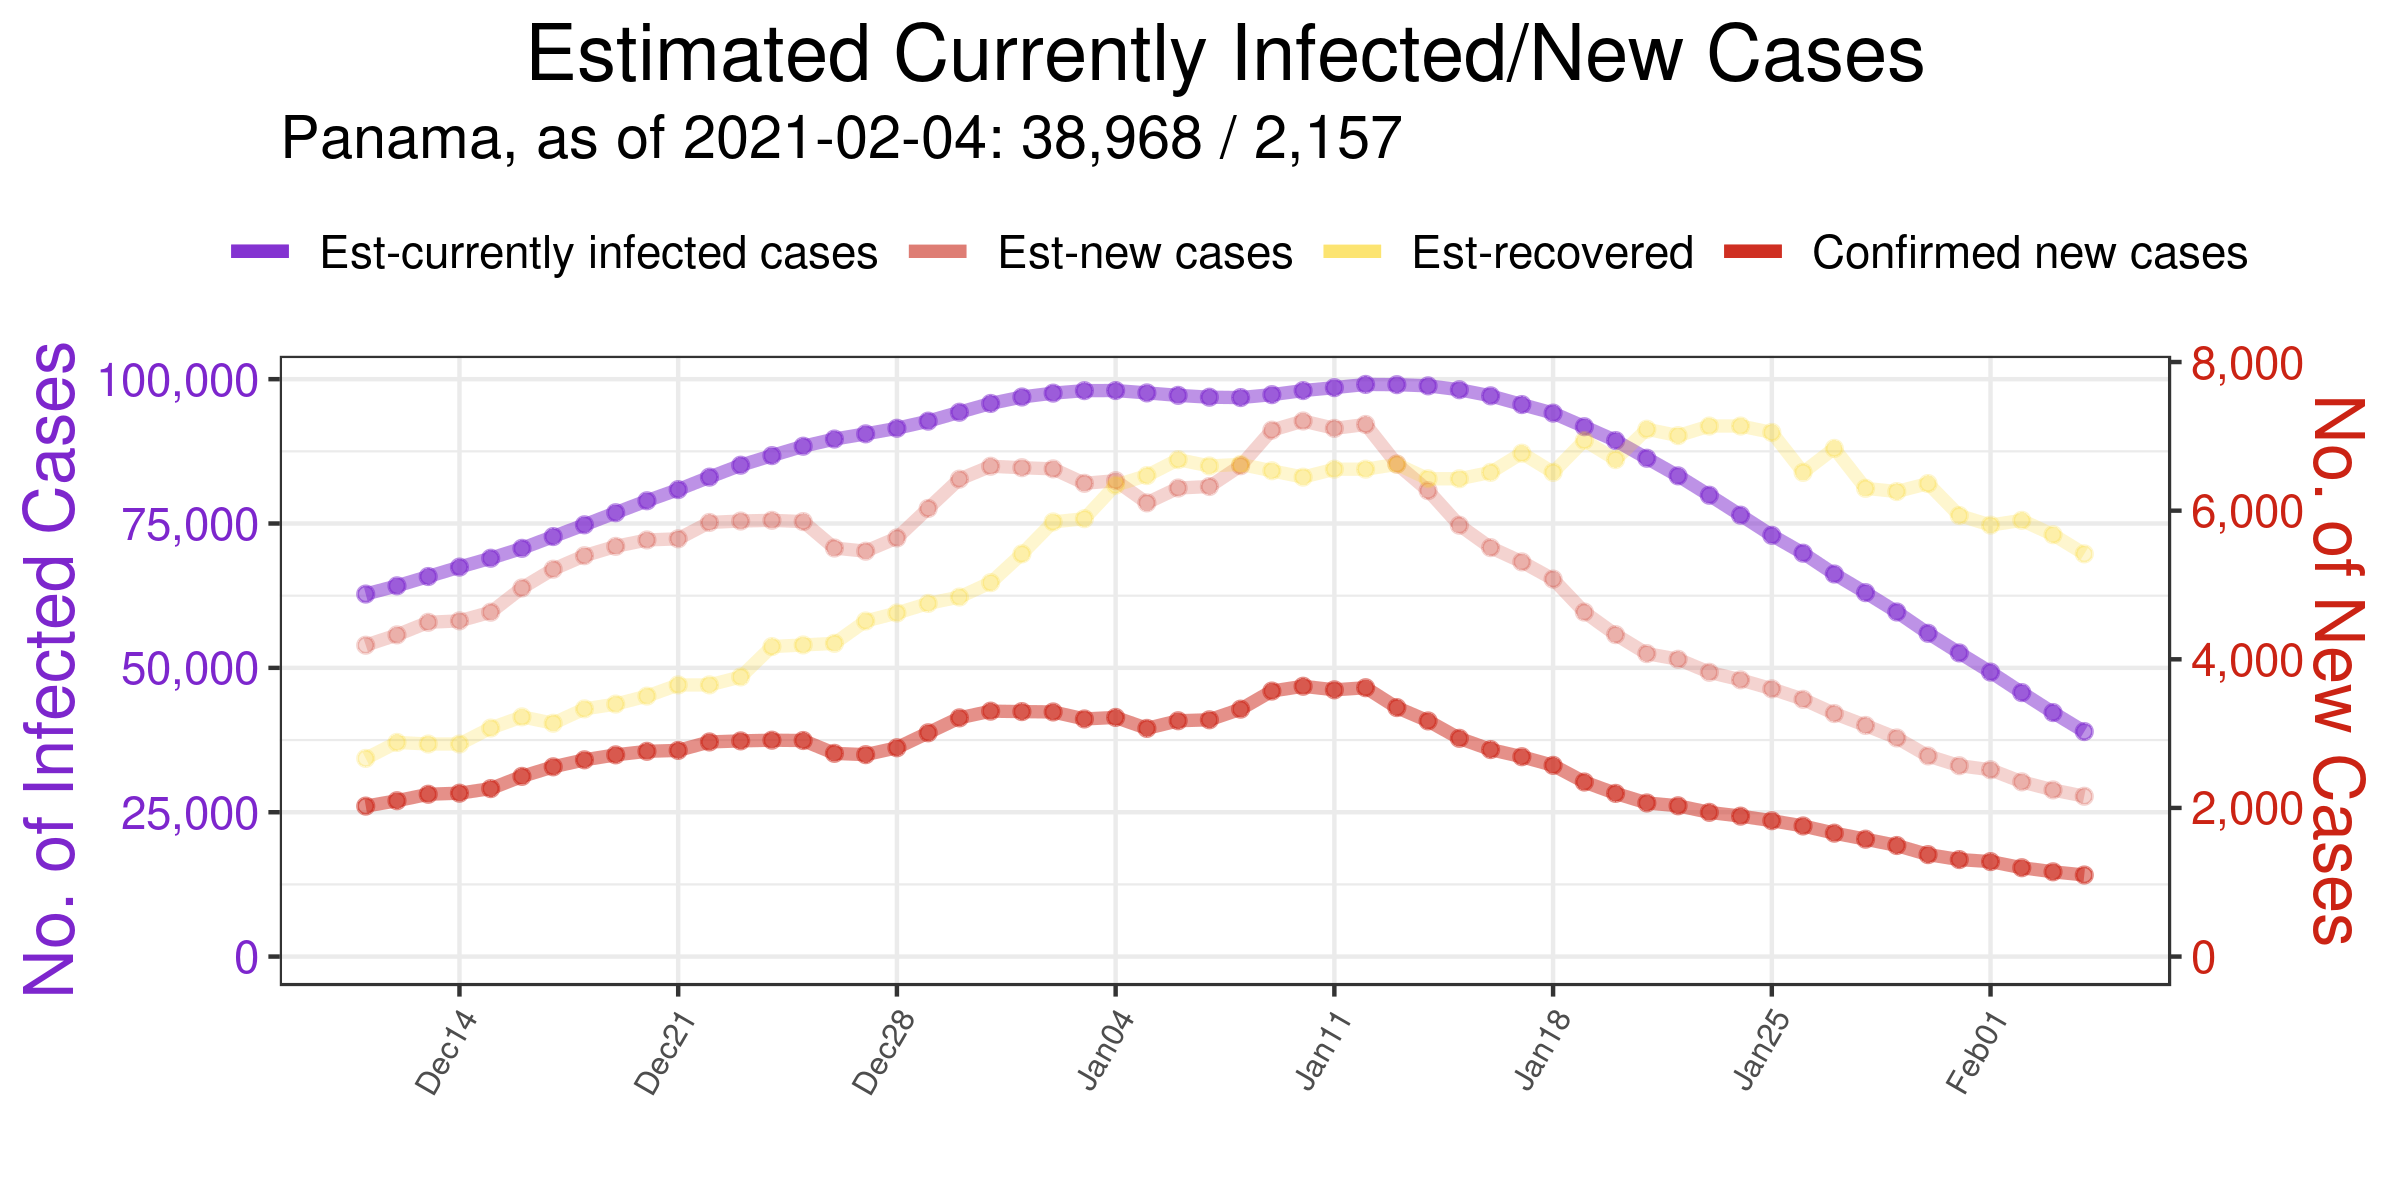 Estimated Currently Infected/New Cases
Panama, as of 2021-02-04: 38,968 / 2,157
Est-currently infected cases Est-new cases Est-recovered Confirmed new cases
No. of Infected Cases
100,000
75,000
50,000
25,000
0
8,000
6,000
4,000
2,000
0
No. of New Cases
Dec14 Dec21 Dec28 Jan04 Jan11 Jan18 Jan25 Feb01